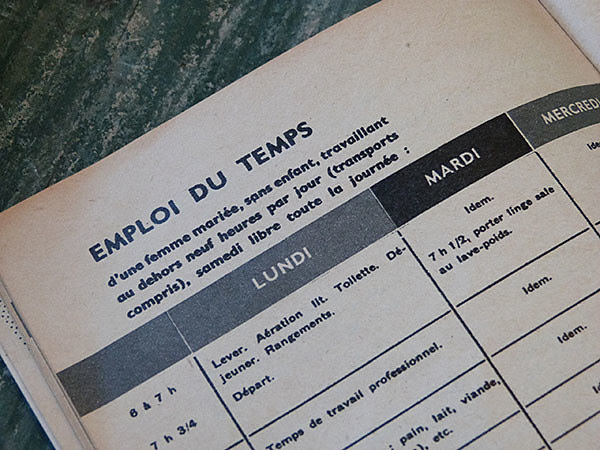 EMPLOI DU TEMPS
d'une femme mariée, sans enfant, travaillant
au dehors neuf heures par jour (transports
compris), samedi libre toute la journée :
LUNDI
MARDI
MERCREDI
6 à 7 h
Lever. Aération lit. Toilette. Dé-
jeuner. Rangements.
Départ.
Idem.
7 h 1/2, porter linge sale
au lave-poids.
Ide
7 h 3/4
Temps de travail professionnel.
Idem.
Idem.
: pain, lait, viande,
), etc.
Idem.